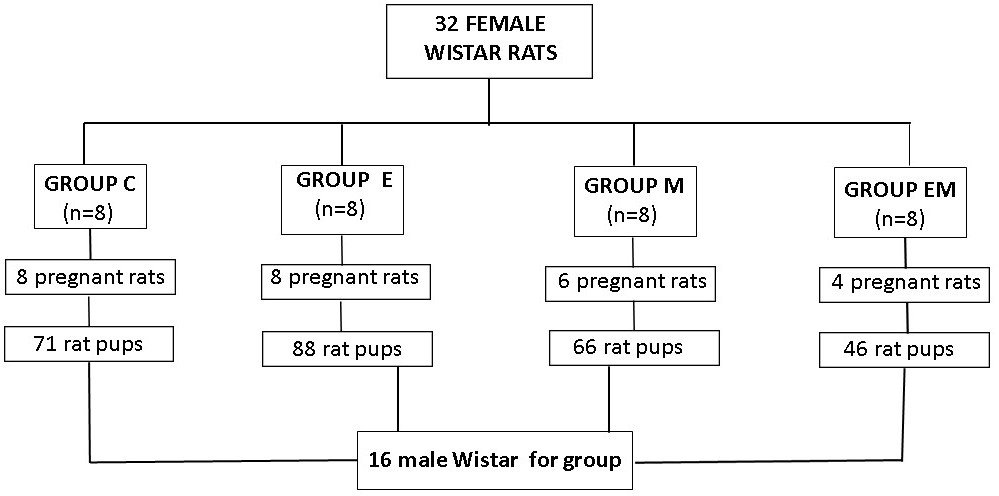 32 FEMALE
WISTAR RATS
GROUP C
(n=8)
GROUP E
(n=8)
GROUP M
(n=8)
GROUP EM
(n=8)
8 pregnant rats
8 pregnant rats
6 pregnant rats
4 pregnant rats
71 rat pups
88 rat pups
66 rat pups
46 rat pups
16 male Wistar for group